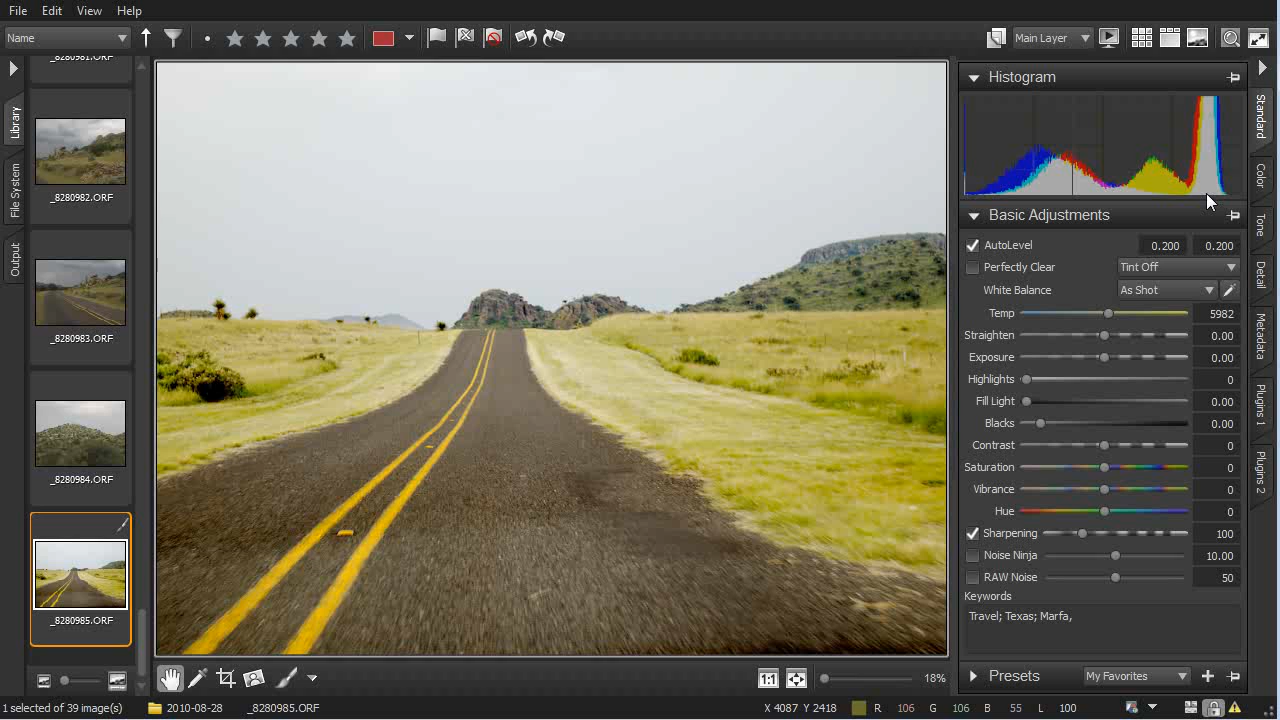 File Edit View Help
Name
Main Layer
_8280981.ORF
_8280982.ORF
_8280983.ORF
_8280984.ORF
_8280985.ORF
Library
File System
Output
Histogram
Basic Adjustments
AutoLevel 0.200 0.200
Perfectly Clear Tint Off
White Balance As Shot
Temp 5982
Straighten 0.00
Exposure 0.00
Highlights 0
Fill Light 0.00
Blacks 0.00
Contrast 0
Saturation 0
Vibrance 0
Hue 0
Sharpening 100
Noise Ninja 10.00
RAW Noise 50
Keywords
Travel; Texas; Marfa,
Presets My Favorites
Standard
Color
Tone
Detail
Metadata
Plugins 1
Plugins 2
1:1
18%
1 selected of 39 image(s) 2010-08-28 _8280985.ORF X 4087 Y 2418 R 106 G 106 B 55 L 100